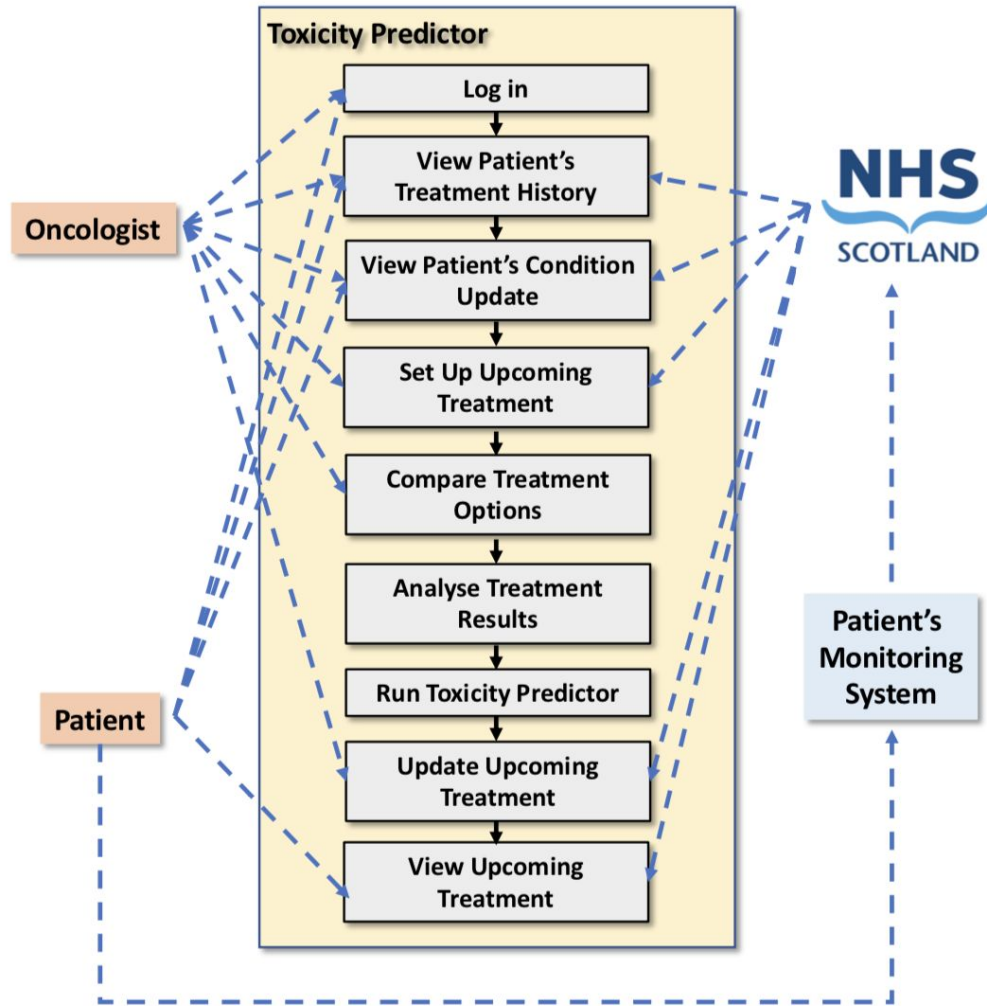 Toxicity Predictor
Log in
View Patient's
Treatment History
Oncologist
NHS
SCOTLAND
View Patient's Condition
Update
Set Up Upcoming
Treatment
Compare Treatment
Options
Analyse Treatment
Results
Patient's
Monitoring
System
Run Toxicity Predictor
Patient
Update Upcoming
Treatment
View Upcoming
Treatment